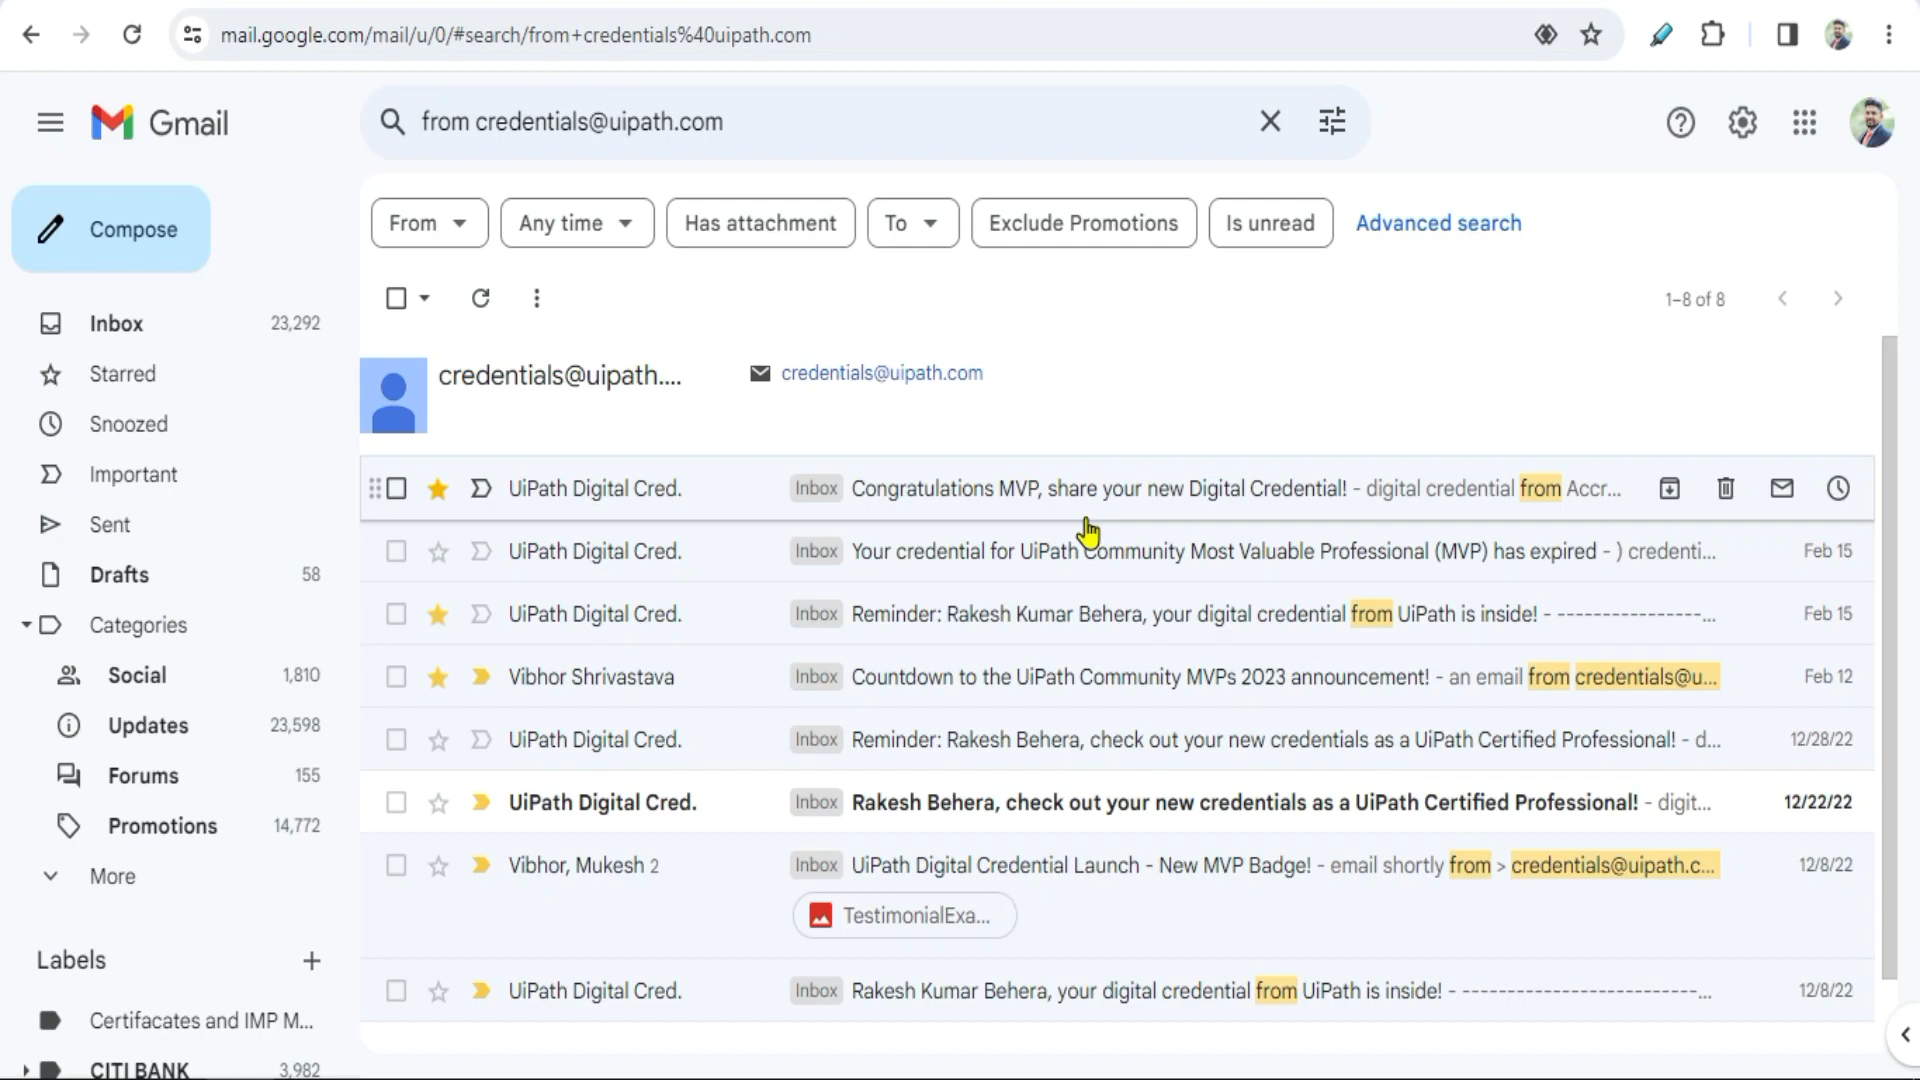 mail.google.com/mail/u/0/#search/from+credentials%40uipath.com
Gmail
from credentials@uipath.com
Compose
From
Any time
Has attachment
To
Exclude Promotions
Is unread
Advanced search
1–8 of 8
Inbox 23,292
Starred
Snoozed
Important
Sent
Drafts 58
Categories
Social 1,810
Updates 23,598
Forums 155
Promotions 14,772
More
Labels
Certifacates and IMP M...
CITI BANK 3,982
credentials@uipath....
credentials@uipath.com
UiPath Digital Cred. Inbox Congratulations MVP, share your new Digital Credential! - digital credential from Accr...
UiPath Digital Cred. Inbox Your credential for UiPath Community Most Valuable Professional (MVP) has expired - ) credenti... Feb 15
UiPath Digital Cred. Inbox Reminder: Rakesh Kumar Behera, your digital credential from UiPath is inside! - ----------------... Feb 15
Vibhor Shrivastava Inbox Countdown to the UiPath Community MVPs 2023 announcement! - an email from credentials@u... Feb 12
UiPath Digital Cred. Inbox Reminder: Rakesh Behera, check out your new credentials as a UiPath Certified Professional! - d... 12/28/22
UiPath Digital Cred. Inbox Rakesh Behera, check out your new credentials as a UiPath Certified Professional! - digit... 12/22/22
Vibhor, Mukesh 2 Inbox UiPath Digital Credential Launch - New MVP Badge! - email shortly from > credentials@uipath.c... 12/8/22
TestimonialExa...
UiPath Digital Cred. Inbox Rakesh Kumar Behera, your digital credential from UiPath is inside! - --------------------------... 12/8/22